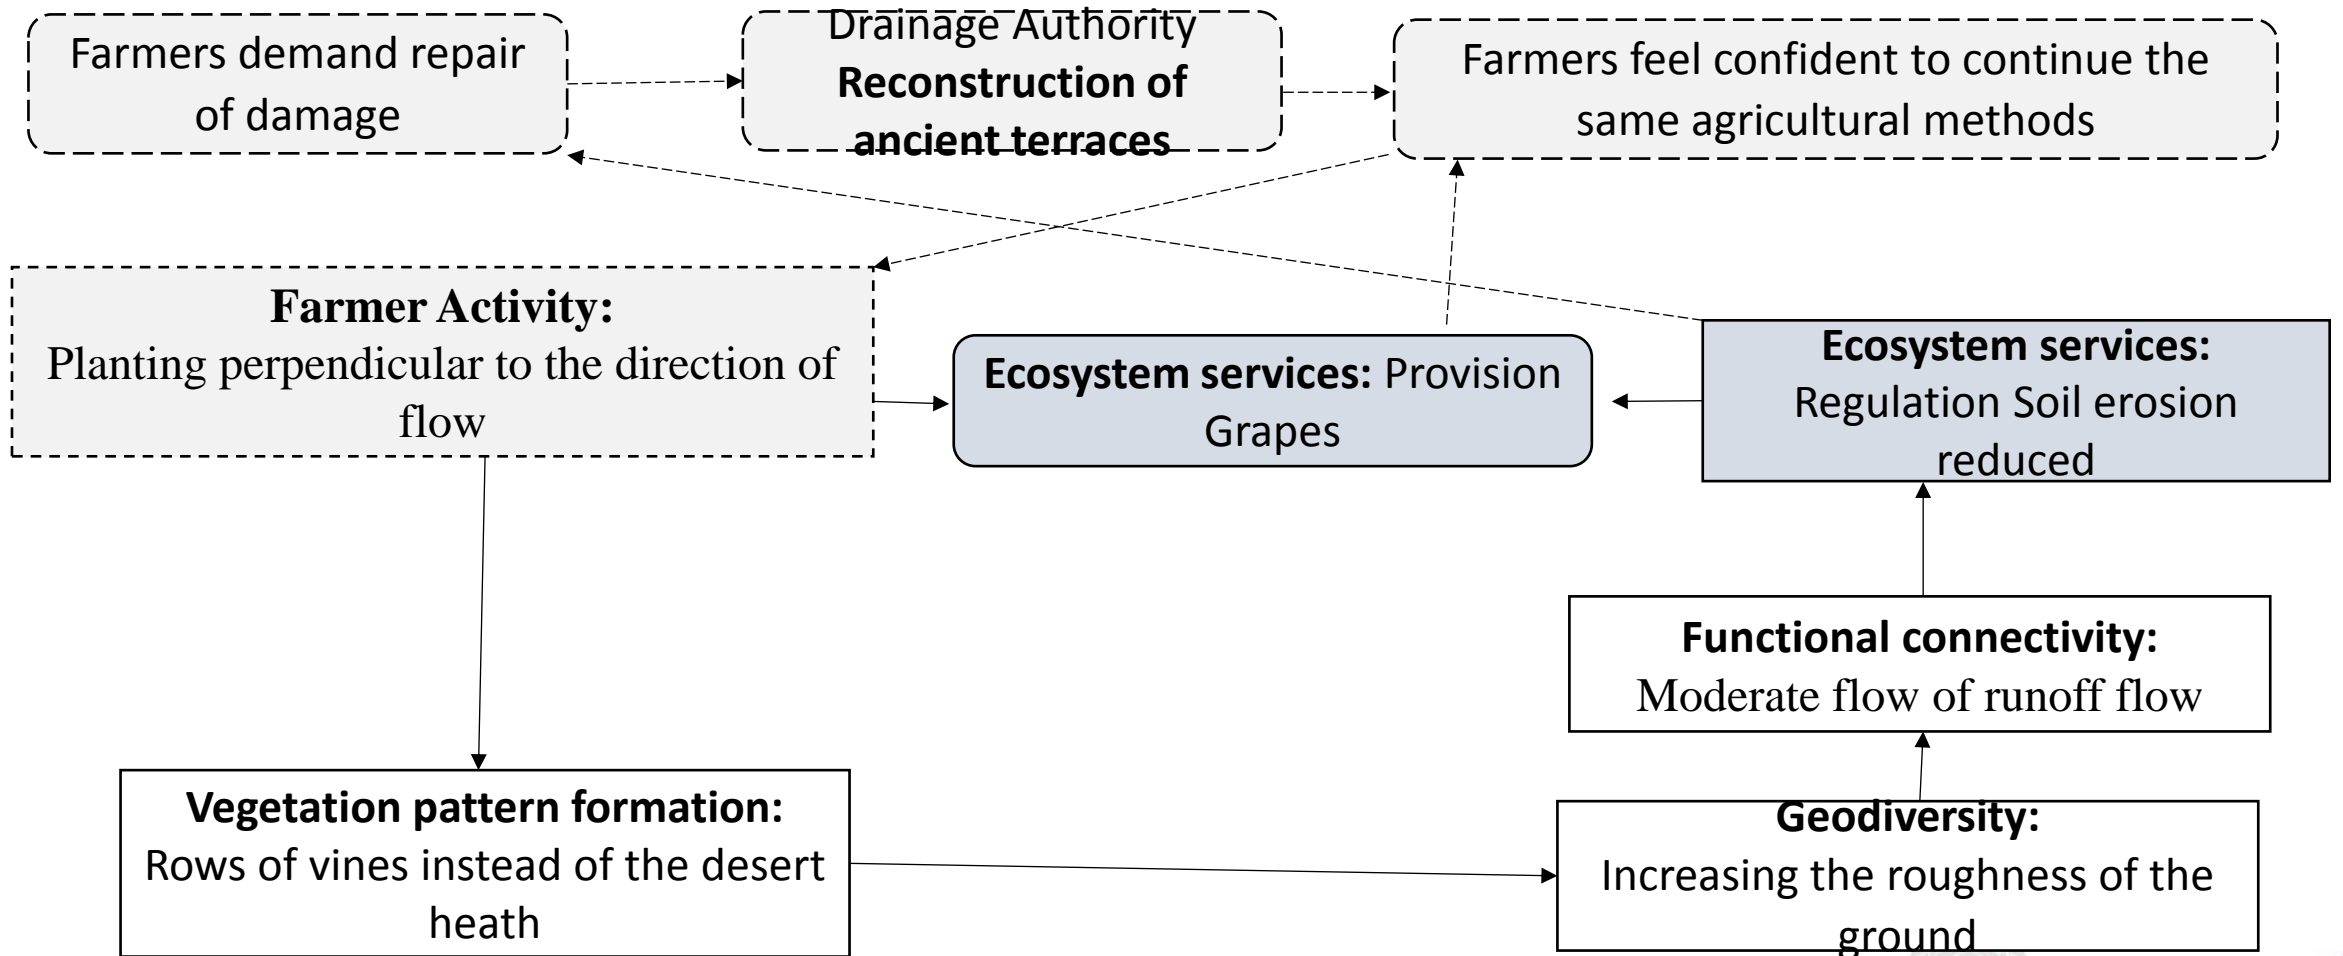 Farmers demand repair
of damage
Drainage Authority
Reconstruction of
ancient terraces
Farmers feel confident to continue the
same agricultural methods
Farmer Activity:
Planting perpendicular to the direction of
flow
Ecosystem services: Provision
Grapes
Ecosystem services:
Regulation Soil erosion
reduced
Functional connectivity:
Moderate flow of runoff flow
Vegetation pattern formation:
Rows of vines instead of the desert
heath
Geodiversity:
Increasing the roughness of the
ground